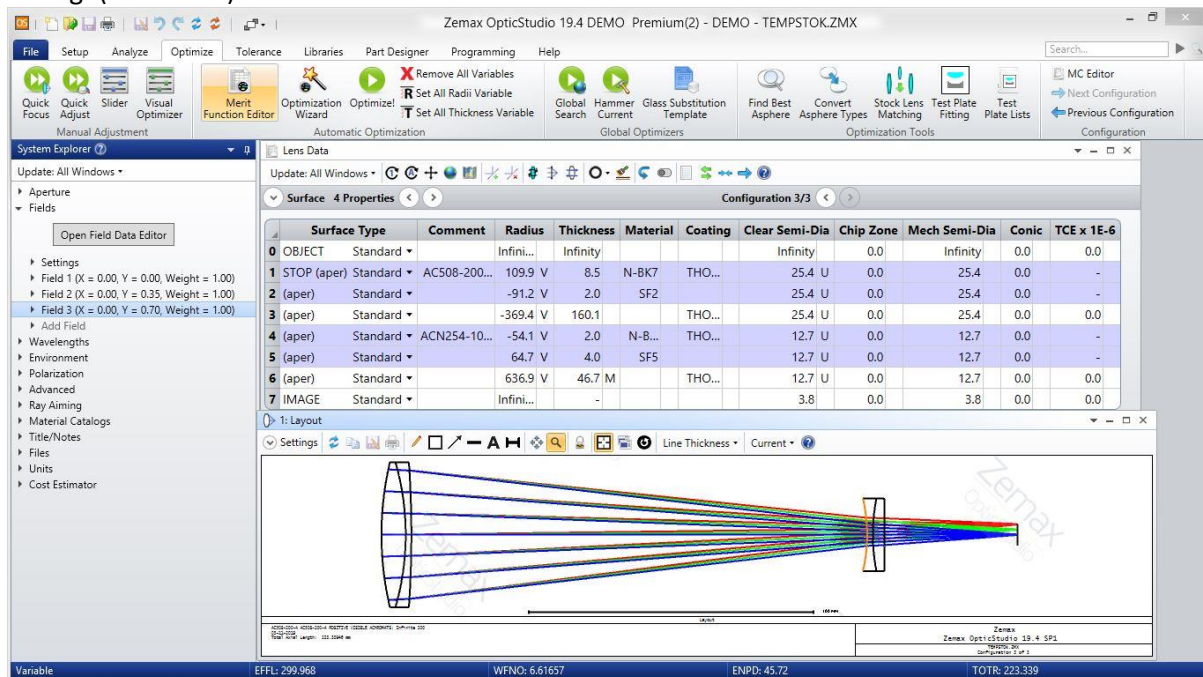 Zemax OpticStudio 19.4 DEMO Premium(2) - DEMO - TEMPSTOK.ZMX
File Setup Analyze Optimize Tolerance Libraries Part Designer Programming Help Search...
Quick Focus
Quick Adjust
Slider
Visual Optimizer
Manual Adjustment
Merit Function Editor
Optimization Wizard
Optimize!
Remove All Variables
Set All Radii Variable
Set All Thickness Variable
Automatic Optimization
Global Search
Hammer Current
Glass Substitution Template
Global Optimizers
Find Best Asphere
Convert Asphere Types
Stock Lens Matching
Test Plate Fitting
Test Plate Lists
Optimization Tools
MC Editor
Next Configuration
Previous Configuration
Configuration
System Explorer
Update: All Windows
Aperture
Fields
Open Field Data Editor
Settings
Field 1 (X = 0.00, Y = 0.00, Weight = 1.00)
Field 2 (X = 0.00, Y = 0.35, Weight = 1.00)
Field 3 (X = 0.00, Y = 0.70, Weight = 1.00)
Add Field
Wavelengths
Environment
Polarization
Advanced
Ray Aiming
Material Catalogs
Title/Notes
Files
Units
Cost Estimator
Lens Data
Update: All Windows
Surface 4 Properties Configuration 3/3
Surface Type Comment Radius Thickness Material Coating Clear Semi-Dia Chip Zone Mech Semi-Dia Conic TCE x 1E-6
0 OBJECT Standard Infini... Infinity Infinity 0.0 Infinity 0.0 0.0
1 STOP (aper) Standard AC508-200... 109.9 V 8.5 N-BK7 THO... 25.4 U 0.0 25.4 0.0 -
2 (aper) Standard -91.2 V 2.0 SF2 25.4 U 0.0 25.4 0.0 -
3 (aper) Standard -369.4 V 160.1 THO... 25.4 U 0.0 25.4 0.0 0.0
4 (aper) Standard ACN254-10... -54.1 V 2.0 N-B... THO... 12.7 U 0.0 12.7 0.0 -
5 (aper) Standard 64.7 V 4.0 SF5 12.7 U 0.0 12.7 0.0 -
6 (aper) Standard 636.9 V 46.7 M THO... 12.7 U 0.0 12.7 0.0 0.0
7 IMAGE Standard Infini... - 3.8 0.0 3.8 0.0 0.0
1: Layout
Settings Line Thickness Current
Zemax
Zemax
Layout
Zemax
Zemax OpticStudio 19.4 SP1
TEMPSTOK.ZMX
Variable EFFL: 299.968 WFNO: 6.61657 ENPD: 45.72 TOTR: 223.339